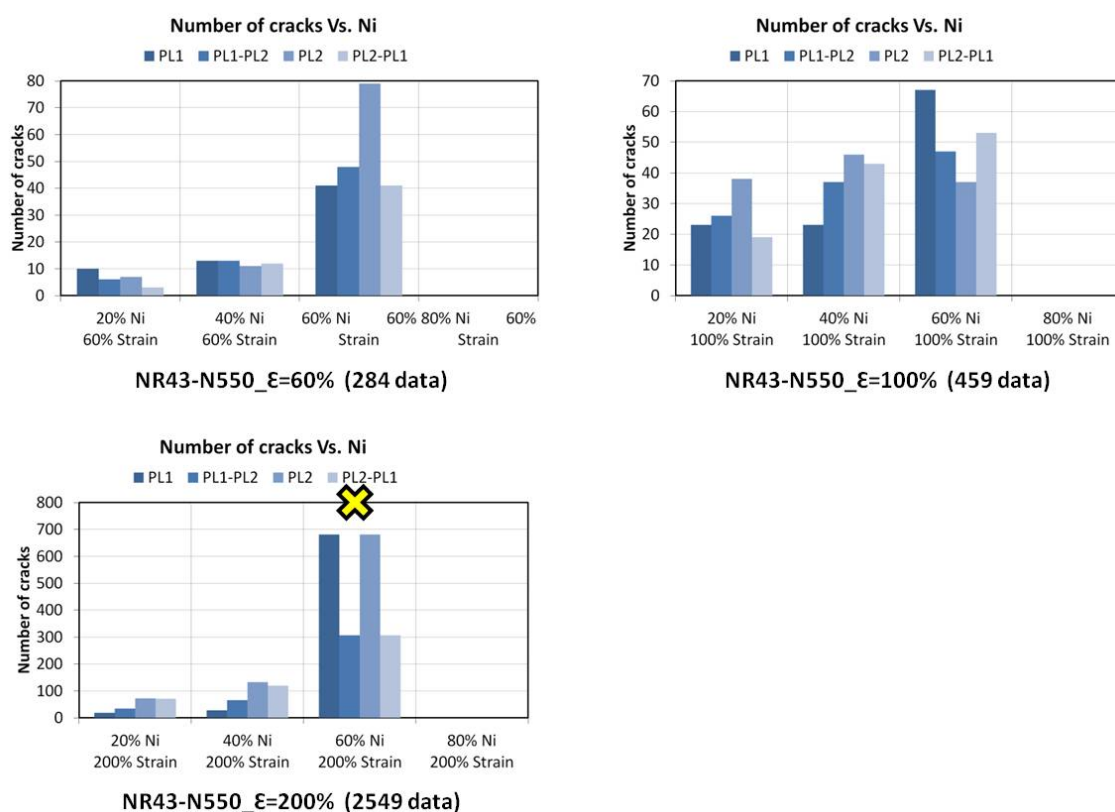 Number of cracks Vs. Ni
PL1 PL1-PL2 PL2 PL2-PL1
Number of cracks
80
70
60
50
40
30
20
10
0
20% Ni 40% Ni 60% Ni 60% 80% Ni 60%
60% Strain 60% Strain Strain Strain
NR43-N550_Ɛ=60% (284 data)
Number of cracks Vs. Ni
PL1 PL1-PL2 PL2 PL2-PL1
Number of cracks
70
60
50
40
30
20
10
0
20% Ni 40% Ni 60% Ni 80% Ni
100% Strain 100% Strain 100% Strain 100% Strain
NR43-N550_Ɛ=100% (459 data)
Number of cracks Vs. Ni
PL1 PL1-PL2 PL2 PL2-PL1
Number of cracks
800
700
600
500
400
300
200
100
0
20% Ni 40% Ni 60% Ni 80% Ni
200% Strain 200% Strain 200% Strain 200% Strain
NR43-N550_Ɛ=200% (2549 data)